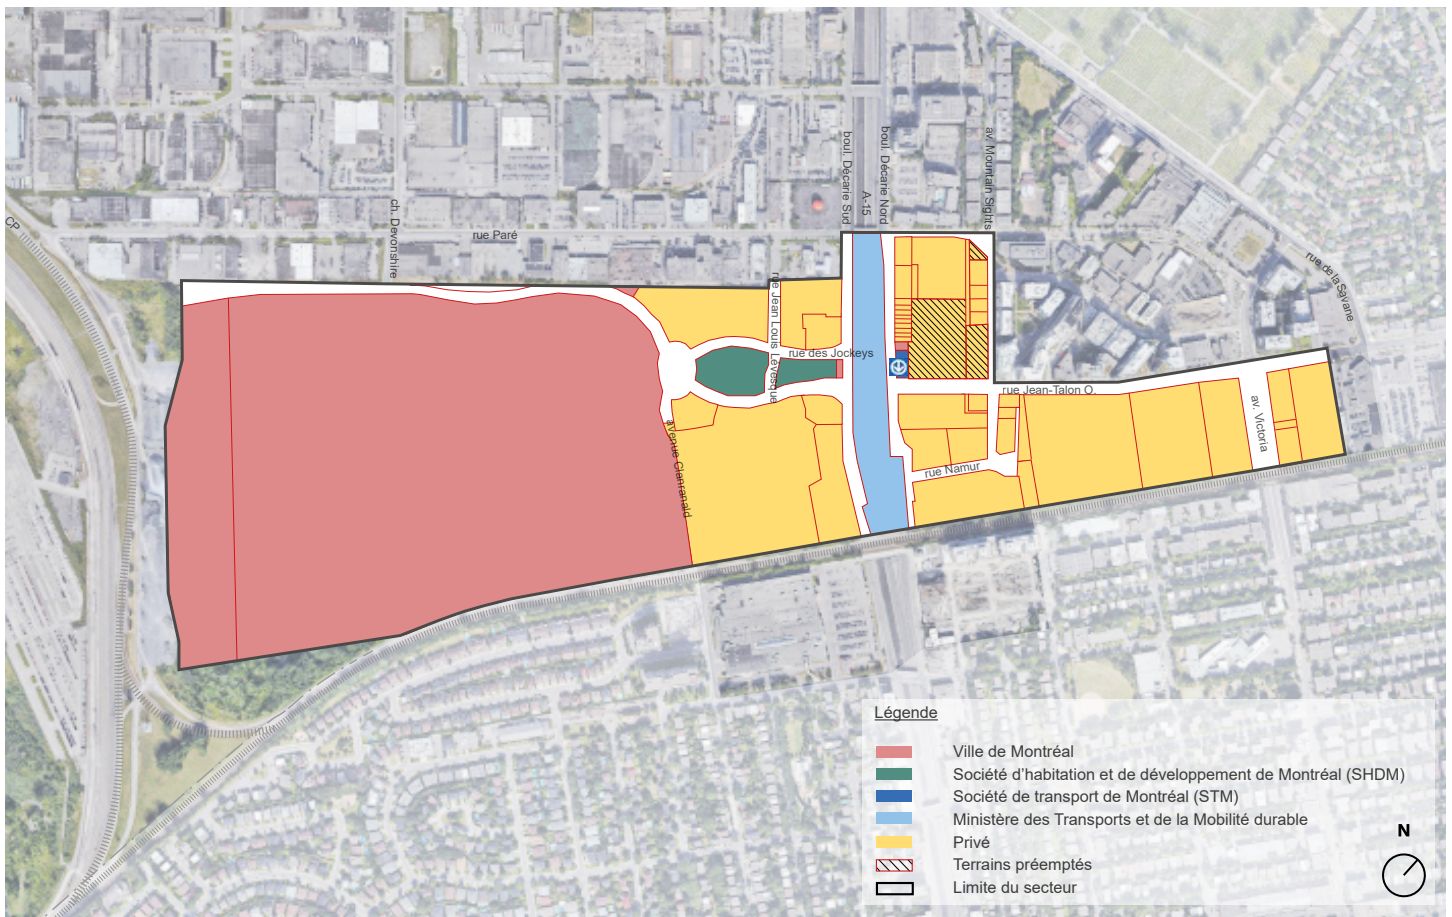 boul. Décarie Sud
A-15
boul. Décarie Nord
av. Mountain Sights
CP
ch. Devonshire
rue Paré
rue de la Savane
rue Jean Louis Lévesque
rue des Jockeys
rue Jean-Talon O.
av. Victoria
avenue Clanranald
rue Namur
Légende
Ville de Montréal
Société d'habitation et de développement de Montréal (SHDM)
Société de transport de Montréal (STM)
Ministère des Transports et de la Mobilité durable
Privé
Terrains préemptés
Limite du secteur
N